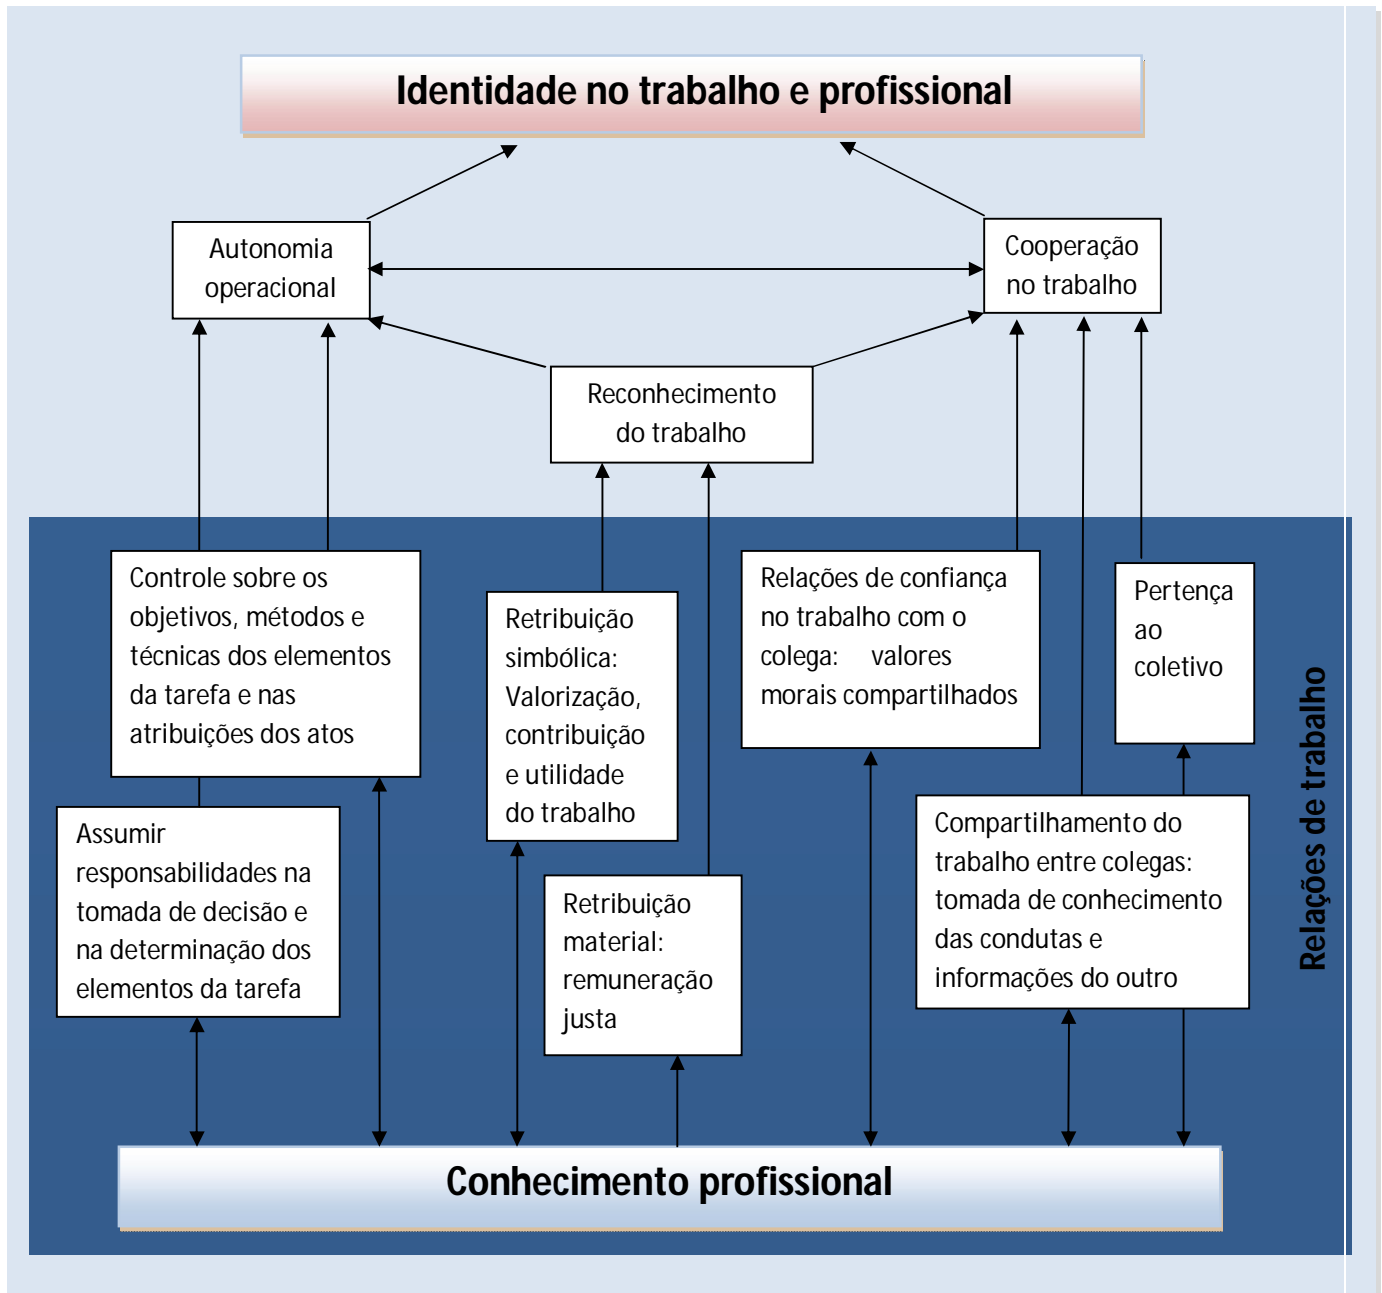 Identidade no trabalho e profissional
Autonomia
operacional
Cooperação
no trabalho
Reconhecimento
do trabalho
Controle sobre os
objetivos, métodos e
técnicas dos elementos
da tarefa e nas
atribuições dos atos
Retribuição
simbólica:
Valorização,
contribuição
e utilidade
do trabalho
Relações de confiança
no trabalho com o
colega: valores
morais compartilhados
Pertença
ao
coletivo
Assumir
responsabilidades na
tomada de decisão e
na determinação dos
elementos da tarefa
Retribuição
material:
remuneração
justa
Compartilhamento do
trabalho entre colegas:
tomada de conhecimento
das condutas e
informações do outro
Relações de trabalho
Conhecimento profissional